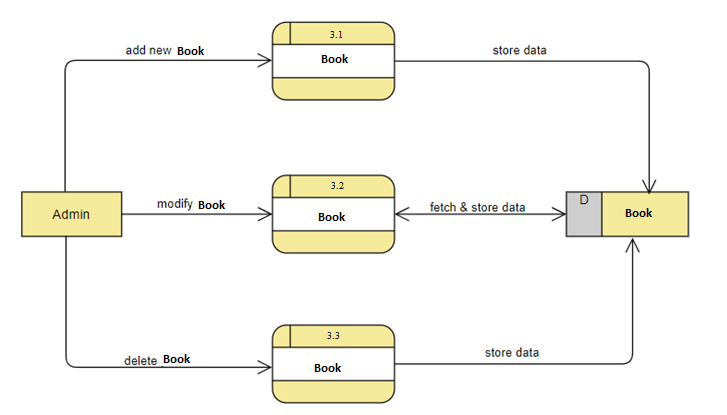 3.1
add new Book
Book
store data
3.2
modify Book
Admin
Book
fetch & store data
D
Book
3.3
delete Book
Book
store data